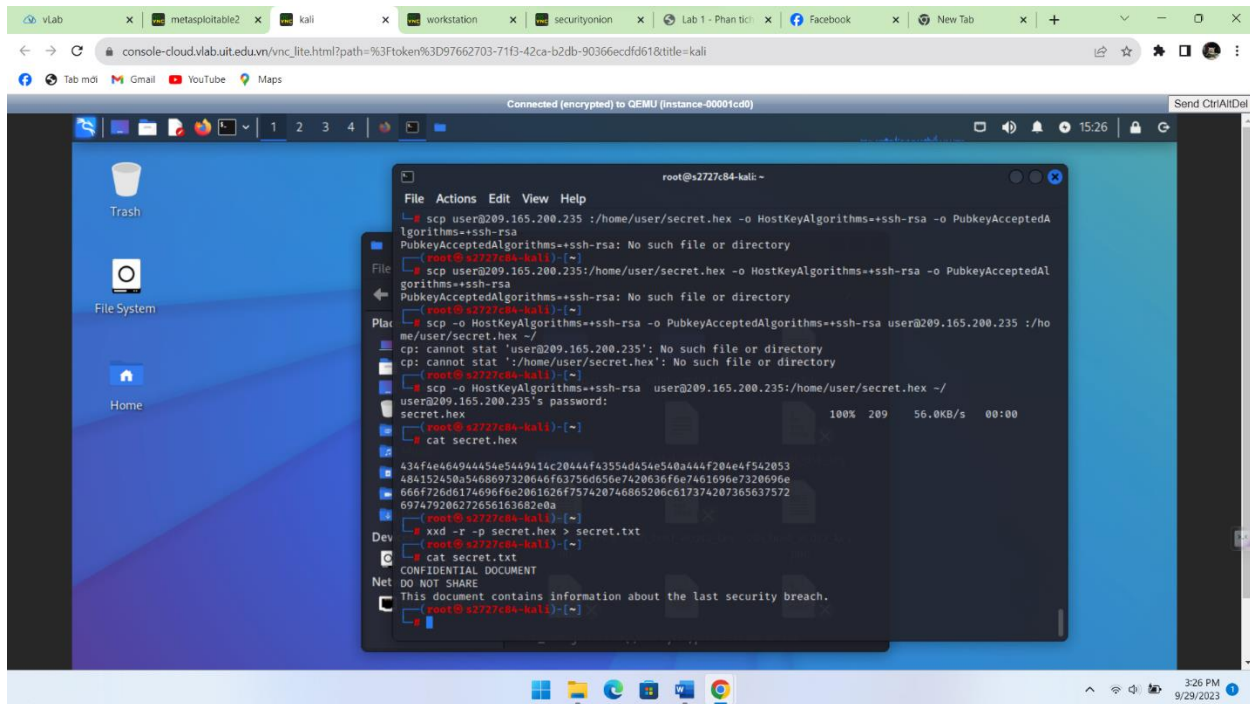 vLab
metasploitable2
kali
workstation
securityonion
Lab 1 - Phan tich
Facebook
New Tab
console-cloud.vlab.uit.edu.vn/vnc_lite.html?path=%3Ftoken%3D97662703-71f3-42ca-b2db-90366ecdfd61&title=kali
Tab mới
Gmail
YouTube
Maps
Connected (encrypted) to QEMU (instance-00001cd0)
Send CtrlAltDel
1 2 3 4
15:26
Trash
File System
Home
root@s2727c84-kali: ~
File Actions Edit View Help
# scp user@209.165.200.235 :/home/user/secret.hex -o HostKeyAlgorithms=+ssh-rsa -o PubkeyAcceptedA
lgorithms=+ssh-rsa
PubkeyAcceptedAlgorithms=+ssh-rsa: No such file or directory
(root@s2727c84-kali)-[~]
# scp user@209.165.200.235:/home/user/secret.hex -o HostKeyAlgorithms=+ssh-rsa -o PubkeyAcceptedAl
gorithms=+ssh-rsa
PubkeyAcceptedAlgorithms=+ssh-rsa: No such file or directory
(root@s2727c84-kali)-[~]
# scp -o HostKeyAlgorithms=+ssh-rsa -o PubkeyAcceptedAlgorithms=+ssh-rsa user@209.165.200.235 :/ho
me/user/secret.hex ~/
cp: cannot stat 'user@209.165.200.235': No such file or directory
cp: cannot stat ':/home/user/secret.hex': No such file or directory
(root@s2727c84-kali)-[~]
# scp -o HostKeyAlgorithms=+ssh-rsa  user@209.165.200.235:/home/user/secret.hex ~/
user@209.165.200.235's password:
secret.hex 100% 209 56.0KB/s 00:00
(root@s2727c84-kali)-[~]
# cat secret.hex
434f4e464944454e5449414c20444f43554d454e540a444f204e4f542053
484152450a5468697320646f63756d656e7420636f6e7461696e7320696e
666f726d6174696f6e2061626f757420746865206c617374207365637572
697479206272656163682e0a
(root@s2727c84-kali)-[~]
# xxd -r -p secret.hex > secret.txt
(root@s2727c84-kali)-[~]
# cat secret.txt
CONFIDENTIAL DOCUMENT
DO NOT SHARE
This document contains information about the last security breach.
(root@s2727c84-kali)-[~]
#
File
Plac
Dev
Net
3:26 PM
9/29/2023
1